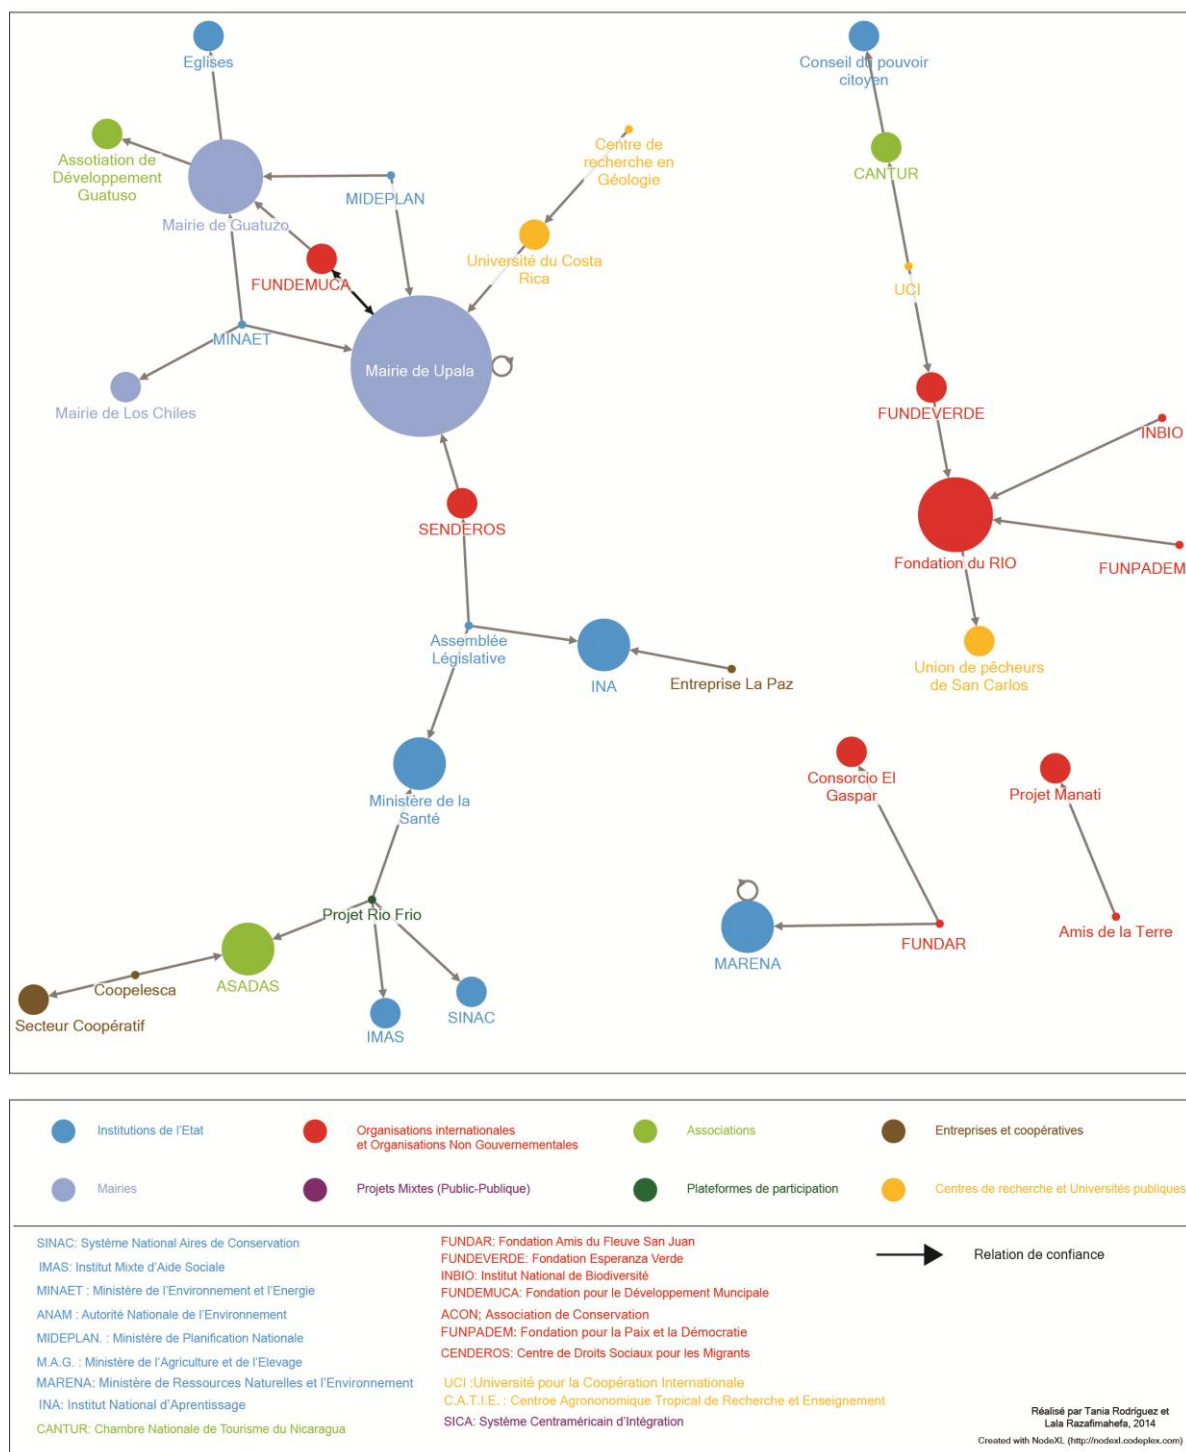 Eglises
Conseil du pouvoir
citoyen
Assotiation de
Développement
Guatuso
Centre de
recherche en
Géologie
CANTUR
MIDEPLAN
Mairie de Guatuzo
Université du Costa
Rica
FUNDEMUCA
UCI
MINAET
Mairie de Upala
Mairie de Los Chiles
FUNDEVERDE
INBIO
SENDEROS
Fondation du RIO
FUNPADEM
Assemblée
Législative
INA
Entreprise La Paz
Union de pêcheurs
de San Carlos
Consorcio El
Gaspar
Projet Manati
Ministère de la
Santé
Projet Rio Frio
FUNDAR
Amis de la Terre
MARENA
Coopelesca
ASADAS
Secteur Coopératif
IMAS
SINAC
Institutions de l'Etat
Organisations internationales
et Organisations Non Gouvernementales
Associations
Entreprises et coopératives
Mairies
Projets Mixtes (Public-Publique)
Plateformes de participation
Centres de recherche et Universités publiques
SINAC: Système National Aires de Conservation
IMAS: Institut Mixte d'Aide Sociale
MINAET : Ministère de l'Environnement et l'Energie
ANAM : Autorité Nationale de l'Environnement
MIDEPLAN. : Ministère de Planification Nationale
M.A.G. : Ministère de l'Agriculture et de l'Elevage
MARENA: Ministère de Ressources Naturelles et l'Environnement
INA: Institut National d'Aprentissage
CANTUR: Chambre Nationale de Tourisme du Nicaragua
FUNDAR: Fondation Amis du Fleuve San Juan
FUNDEVERDE: Fondation Esperanza Verde
INBIO: Institut National de Biodiversité
FUNDEMUCA: Fondation pour le Développement Muncipale
ACON; Association de Conservation
FUNPADEM: Fondation pour la Paix et la Démocratie
CENDEROS: Centre de Droits Sociaux pour les Migrants
UCI :Université pour la Coopération Internationale
C.A.T.I.E. : Centroe Agrononomique Tropical de Recherche et Enseignement
SICA: Système Centraméricain d'Intégration
Relation de confiance
Réalisé par Tania Rodríguez et
Lala Razafimahefa, 2014
Created with NodeXL (http://nodexl.codeplex.com)